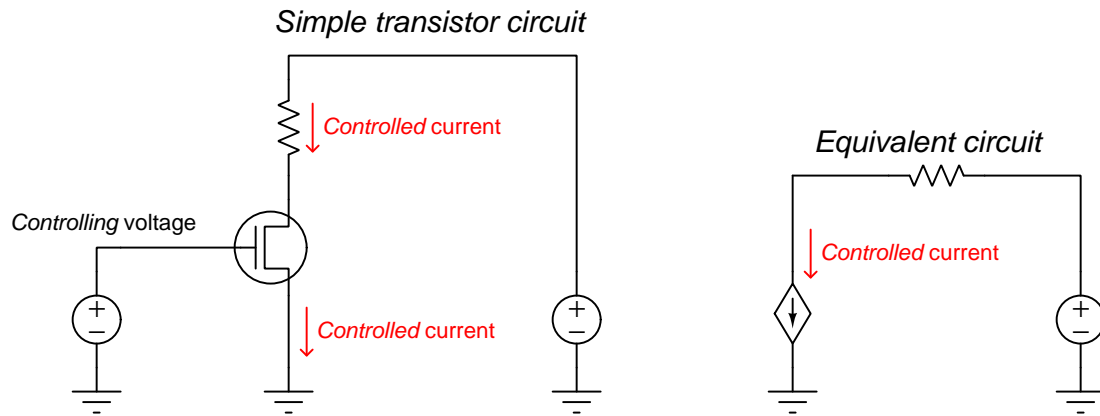 Simple transistor circuit
Controlled current
Controlling voltage
+
−
Controlled current
+
−
Equivalent circuit
Controlled current
+
−